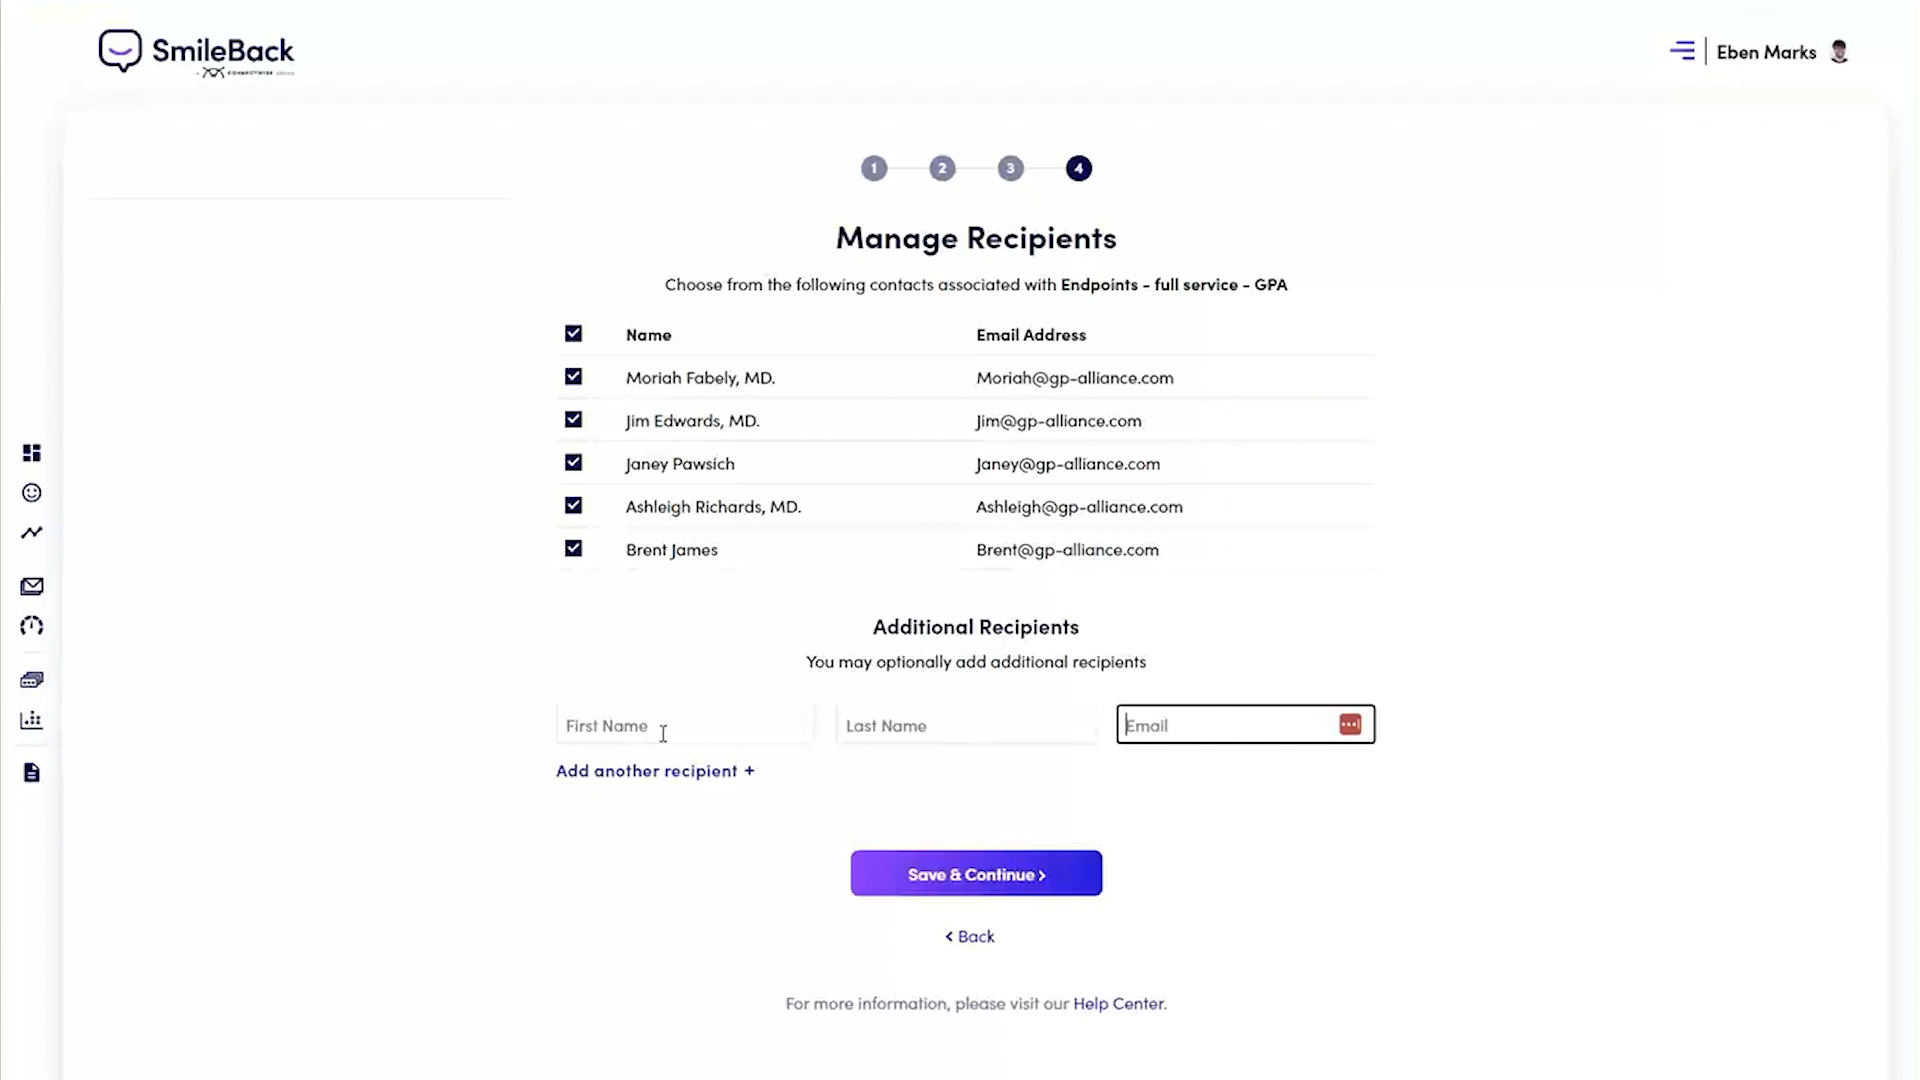 SmileBack
Eben Marks
1 2 3 4
Manage Recipients
Choose from the following contacts associated with Endpoints - full service - GPA
Name Email Address
Moriah Fabely, MD. Moriah@gp-alliance.com
Jim Edwards, MD. Jim@gp-alliance.com
Janey Pawsich Janey@gp-alliance.com
Ashleigh Richards, MD. Ashleigh@gp-alliance.com
Brent James Brent@gp-alliance.com
Additional Recipients
You may optionally add additional recipients
First Name Last Name Email
Add another recipient +
Save & Continue >
< Back
For more information, please visit our Help Center.